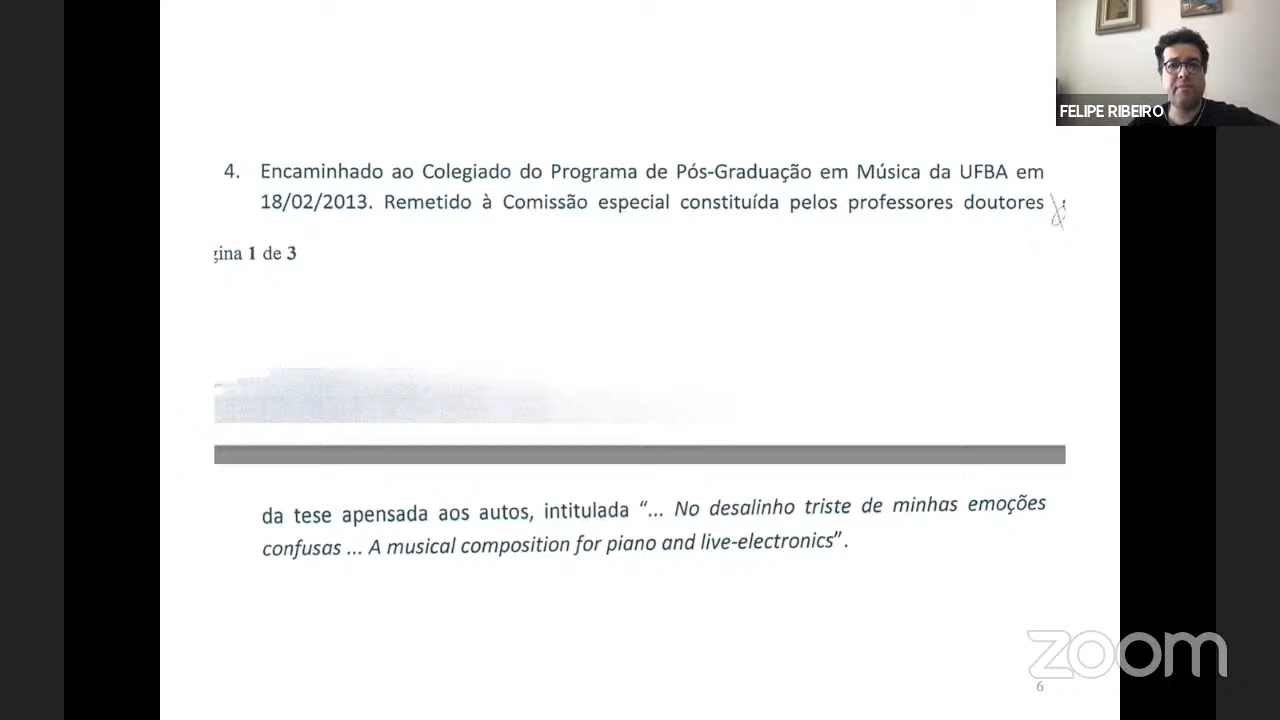 FELIPE RIBEIRO
4. Encaminhado ao Colegiado do Programa de Pós-Graduação em Música da UFBA em
18/02/2013. Remetido à Comissão especial constituída pelos professores doutores
gina 1 de 3
da tese apensada aos autos, intitulada “... No desalinho triste de minhas emoções
confusas ... A musical composition for piano and live-electronics”.
zoom
6